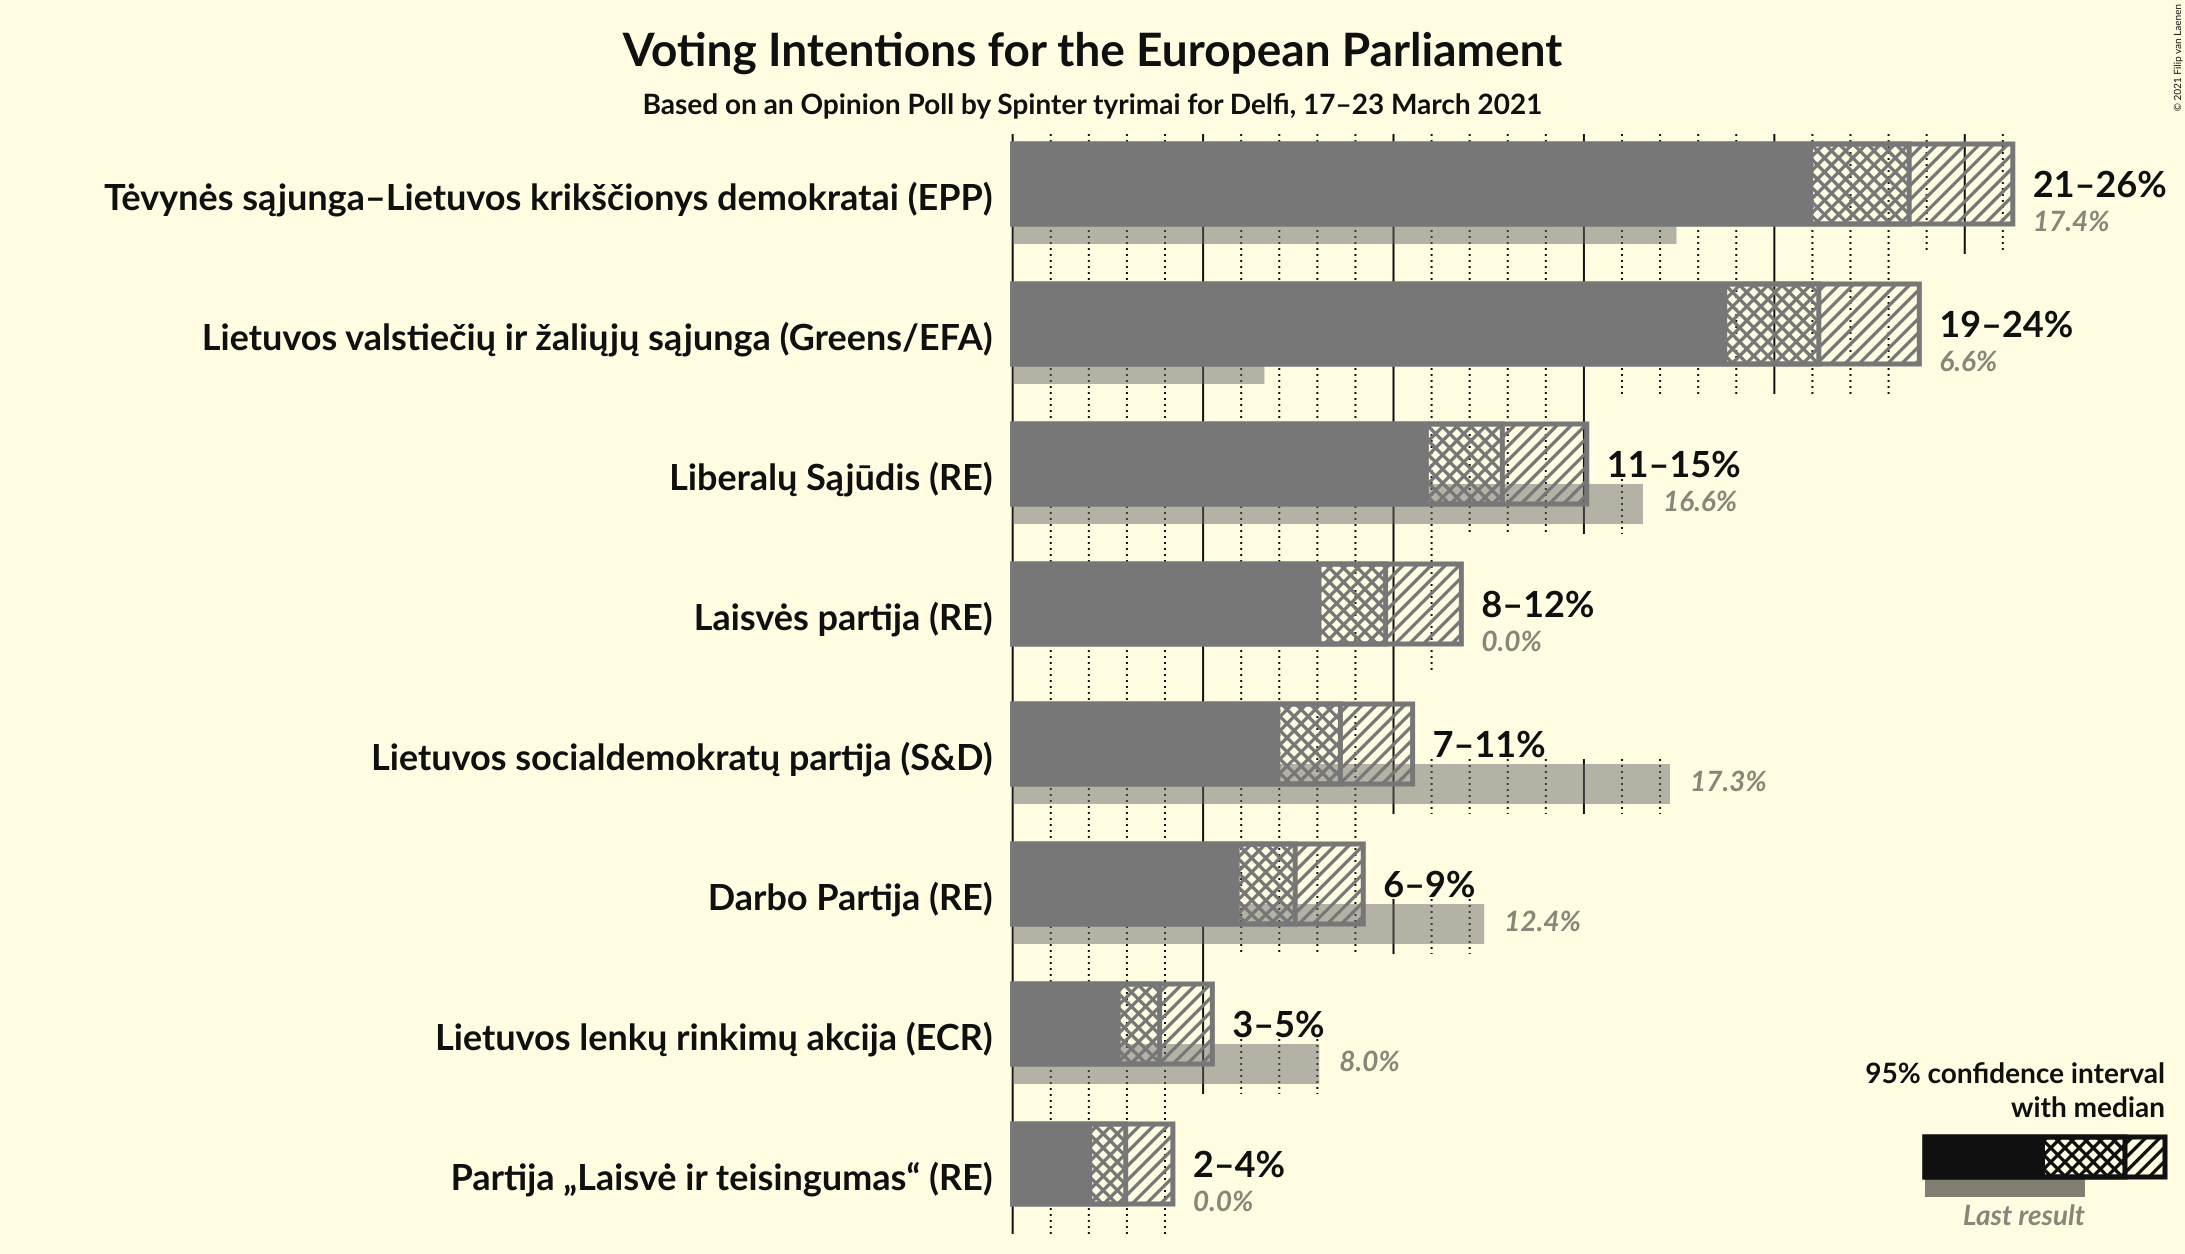 Voting Intentions for the European Parliament
Based on an Opinion Poll by Spinter tyrimai for Delfi, 17–23 March 2021
© 2021 Filip van Laenen
Tėvynės sąjunga–Lietuvos krikščionys demokratai (EPP)
21–26%
17.4%
Lietuvos valstiečių ir žaliųjų sąjunga (Greens/EFA)
19–24%
6.6%
Liberalų Sąjūdis (RE)
11–15%
16.6%
Laisvės partija (RE)
8–12%
0.0%
Lietuvos socialdemokratų partija (S&D)
7–11%
17.3%
Darbo Partija (RE)
6–9%
12.4%
Lietuvos lenkų rinkimų akcija (ECR)
3–5%
8.0%
Partija „Laisvė ir teisingumas“ (RE)
2–4%
0.0%
95% confidence interval
with median
Last result